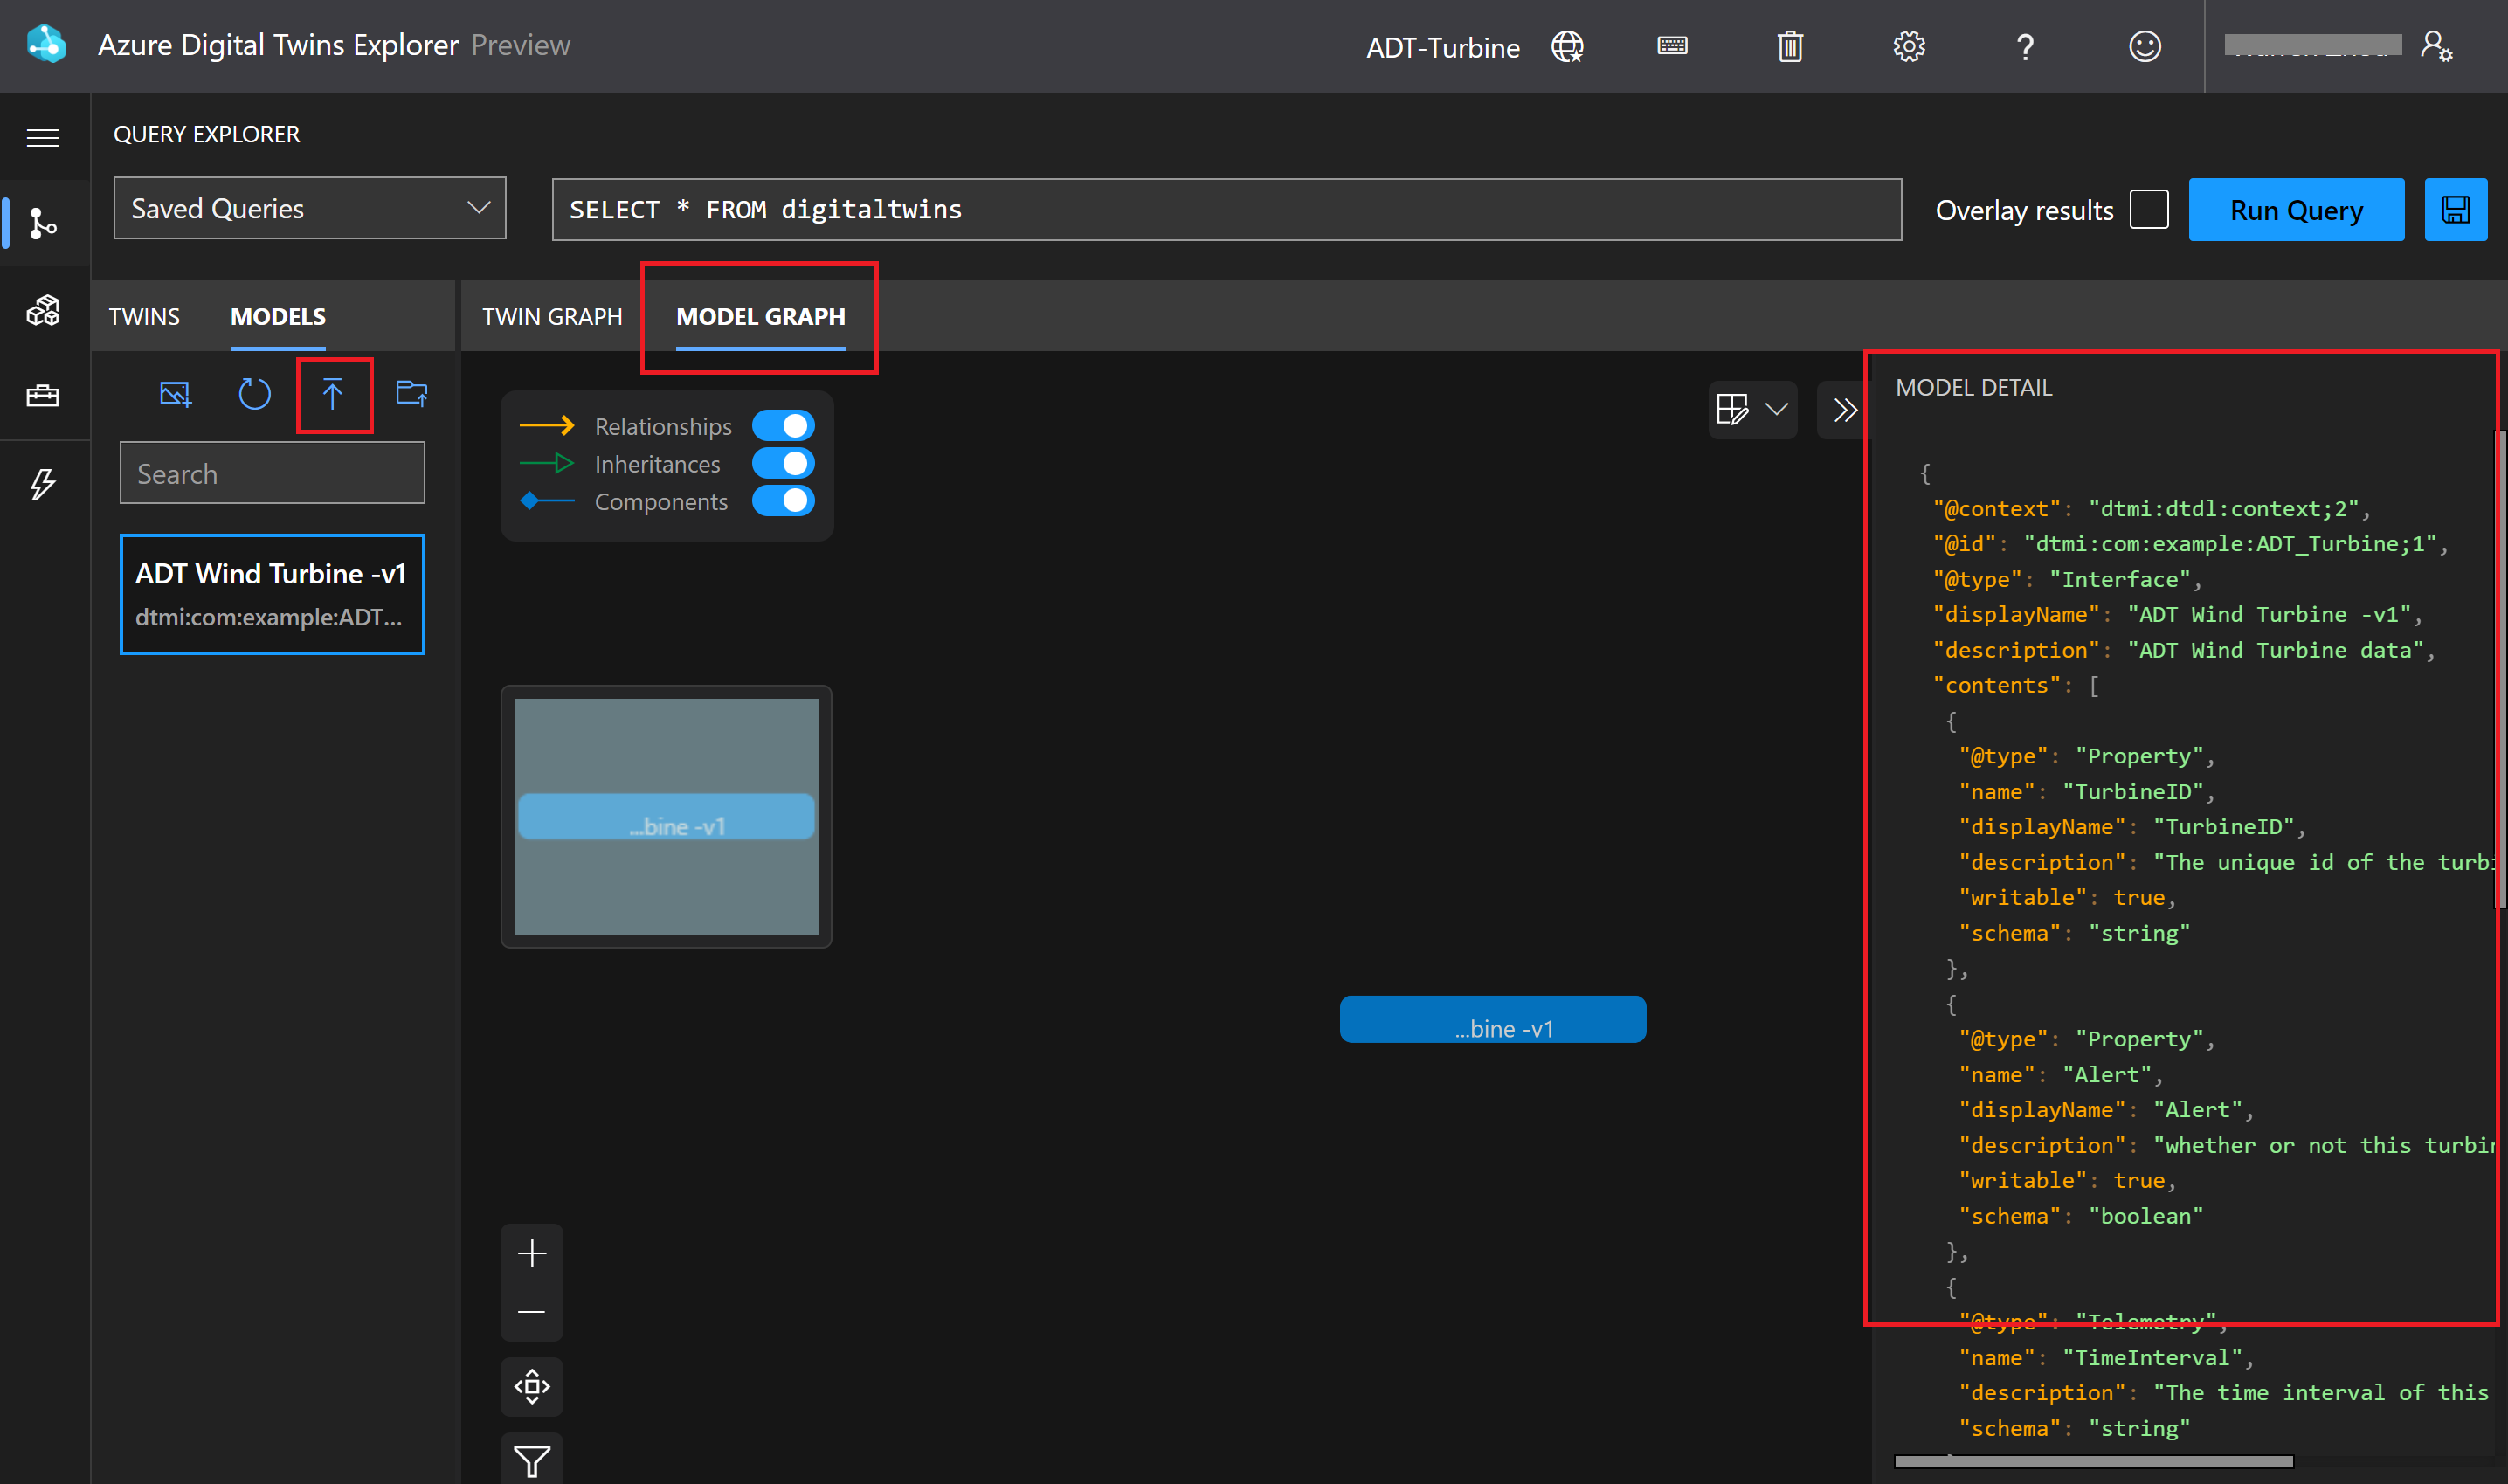 Azure Digital Twins Explorer Preview
ADT-Turbine
QUERY EXPLORER
Saved Queries
SELECT * FROM digitaltwins
Overlay results
Run Query
TWINS
MODELS
TWIN GRAPH
MODEL GRAPH
Search
ADT Wind Turbine -v1
dtmi:com:example:ADT...
Relationships
Inheritances
Components
...bine -v1
...bine -v1
MODEL DETAIL
{
"@context": "dtmi:dtdl:context;2",
"@id": "dtmi:com:example:ADT_Turbine;1",
"@type": "Interface",
"displayName": "ADT Wind Turbine -v1",
"description": "ADT Wind Turbine data",
"contents": [
{
"@type": "Property",
"name": "TurbineID",
"displayName": "TurbineID",
"description": "The unique id of the turbi
"writable": true,
"schema": "string"
},
{
"@type": "Property",
"name": "Alert",
"displayName": "Alert",
"description": "whether or not this turbin
"writable": true,
"schema": "boolean"
},
{
"@type": "Telemetry",
"name": "TimeInterval",
"description": "The time interval of this
"schema": "string"